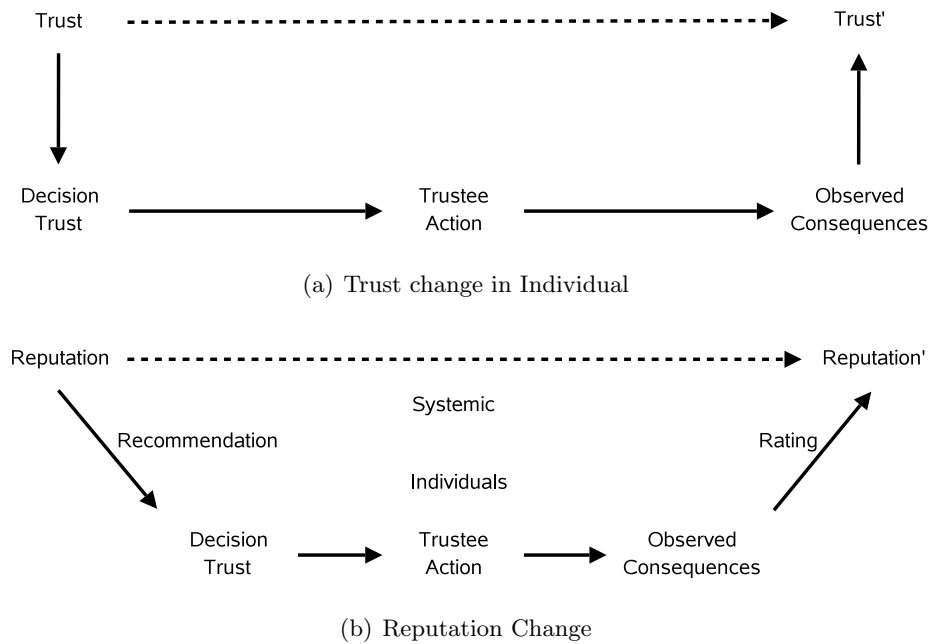 Trust
Trust'
Decision
Trust
Trustee
Action
Observed
Consequences
(a) Trust change in Individual
Reputation
Reputation'
Systemic
Recommendation
Rating
Individuals
Decision
Trust
Trustee
Action
Observed
Consequences
(b) Reputation Change